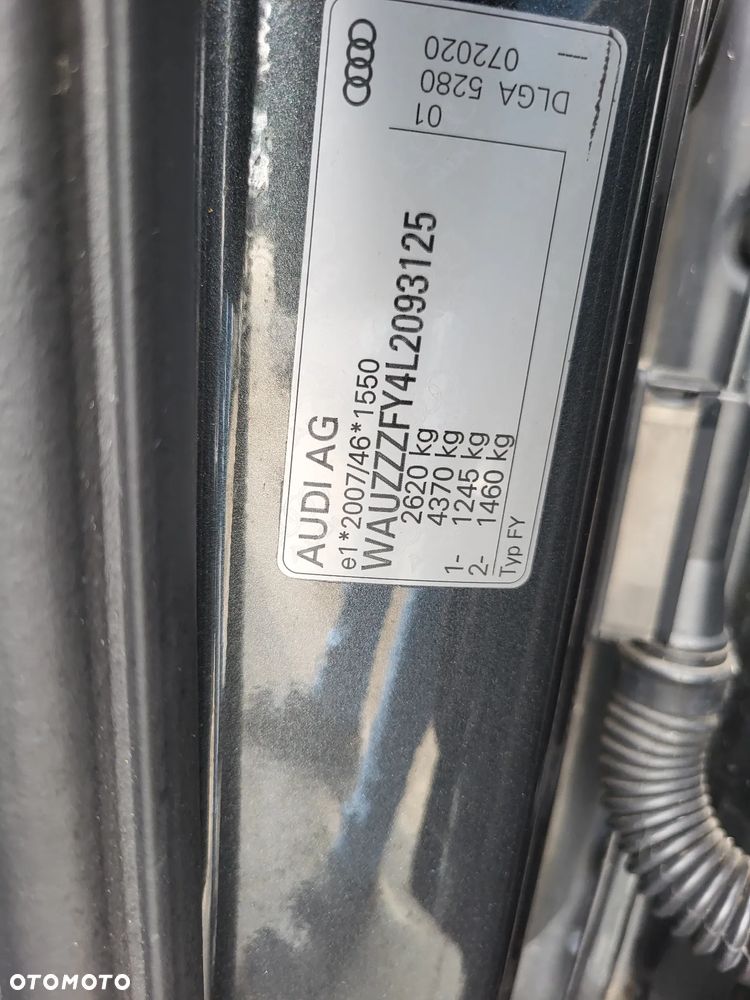 AUDI AG
e1*2007/46*1550
WAUZZZFY4L2093125
2620 kg
4370 kg
1- 1245 kg
2- 1460 kg
Typ FY
01
DLGA 5280
--- 072020
OTOMOTO